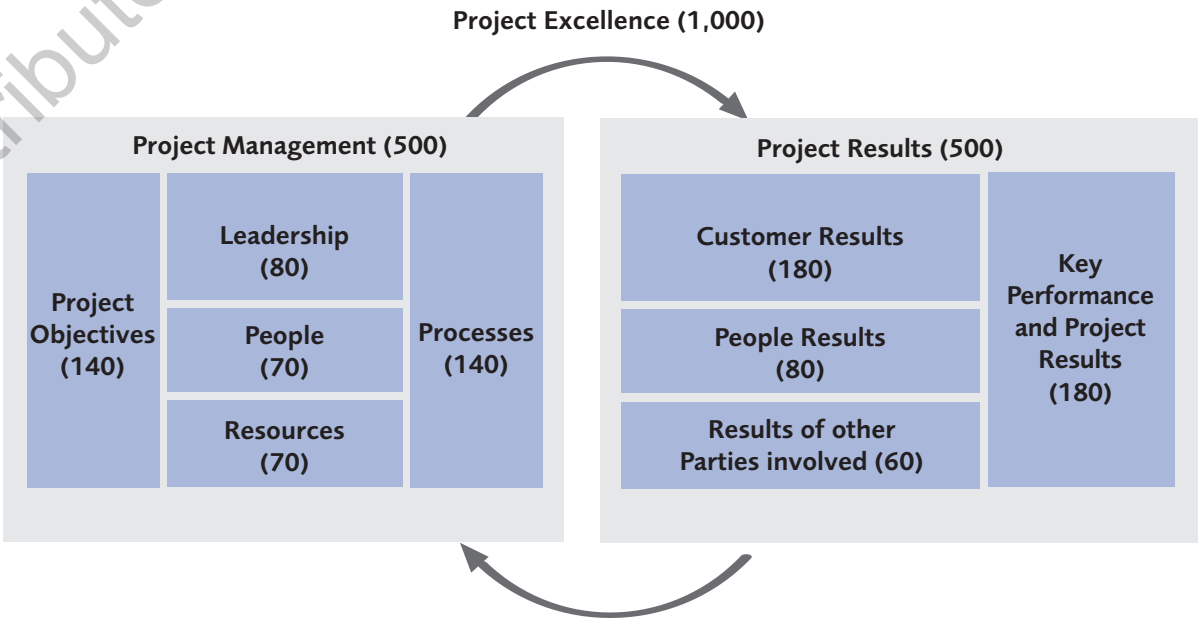 Project Excellence (1,000)
Project Management (500)
Project
Objectives
(140)
Leadership
(80)
People
(70)
Resources
(70)
Processes
(140)
Project Results (500)
Customer Results
(180)
People Results
(80)
Results of other
Parties involved (60)
Key
Performance
and Project
Results
(180)